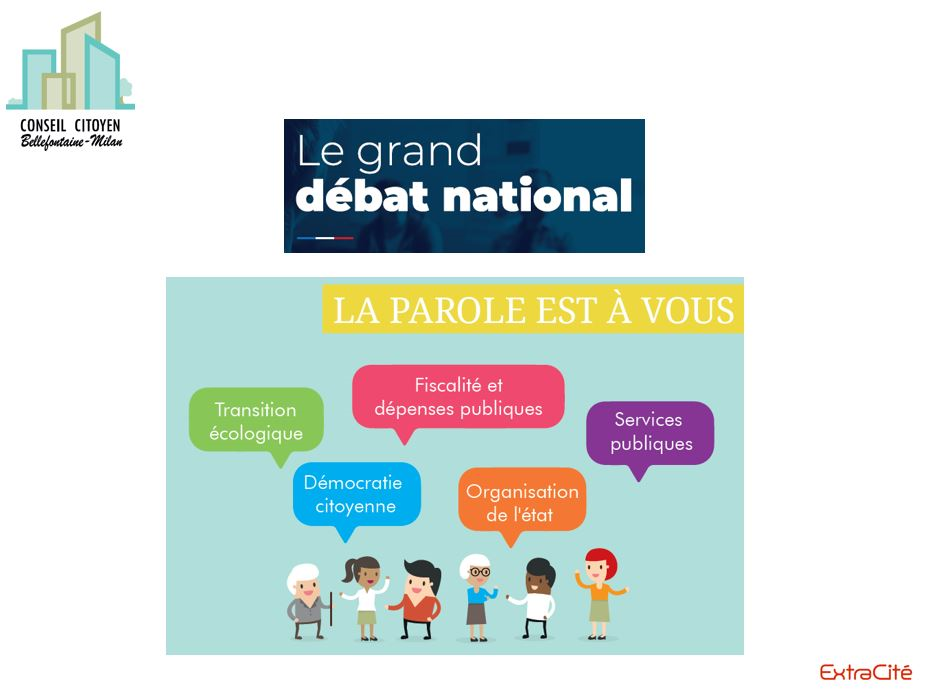 CONSEIL CITOYEN
Bellefontaine-Milan
Le grand
débat national
LA PAROLE EST À VOUS
Fiscalité et
dépenses publiques
Transition
écologique
Services
publiques
Démocratie
citoyenne
Organisation
de l'état
ExtraCité